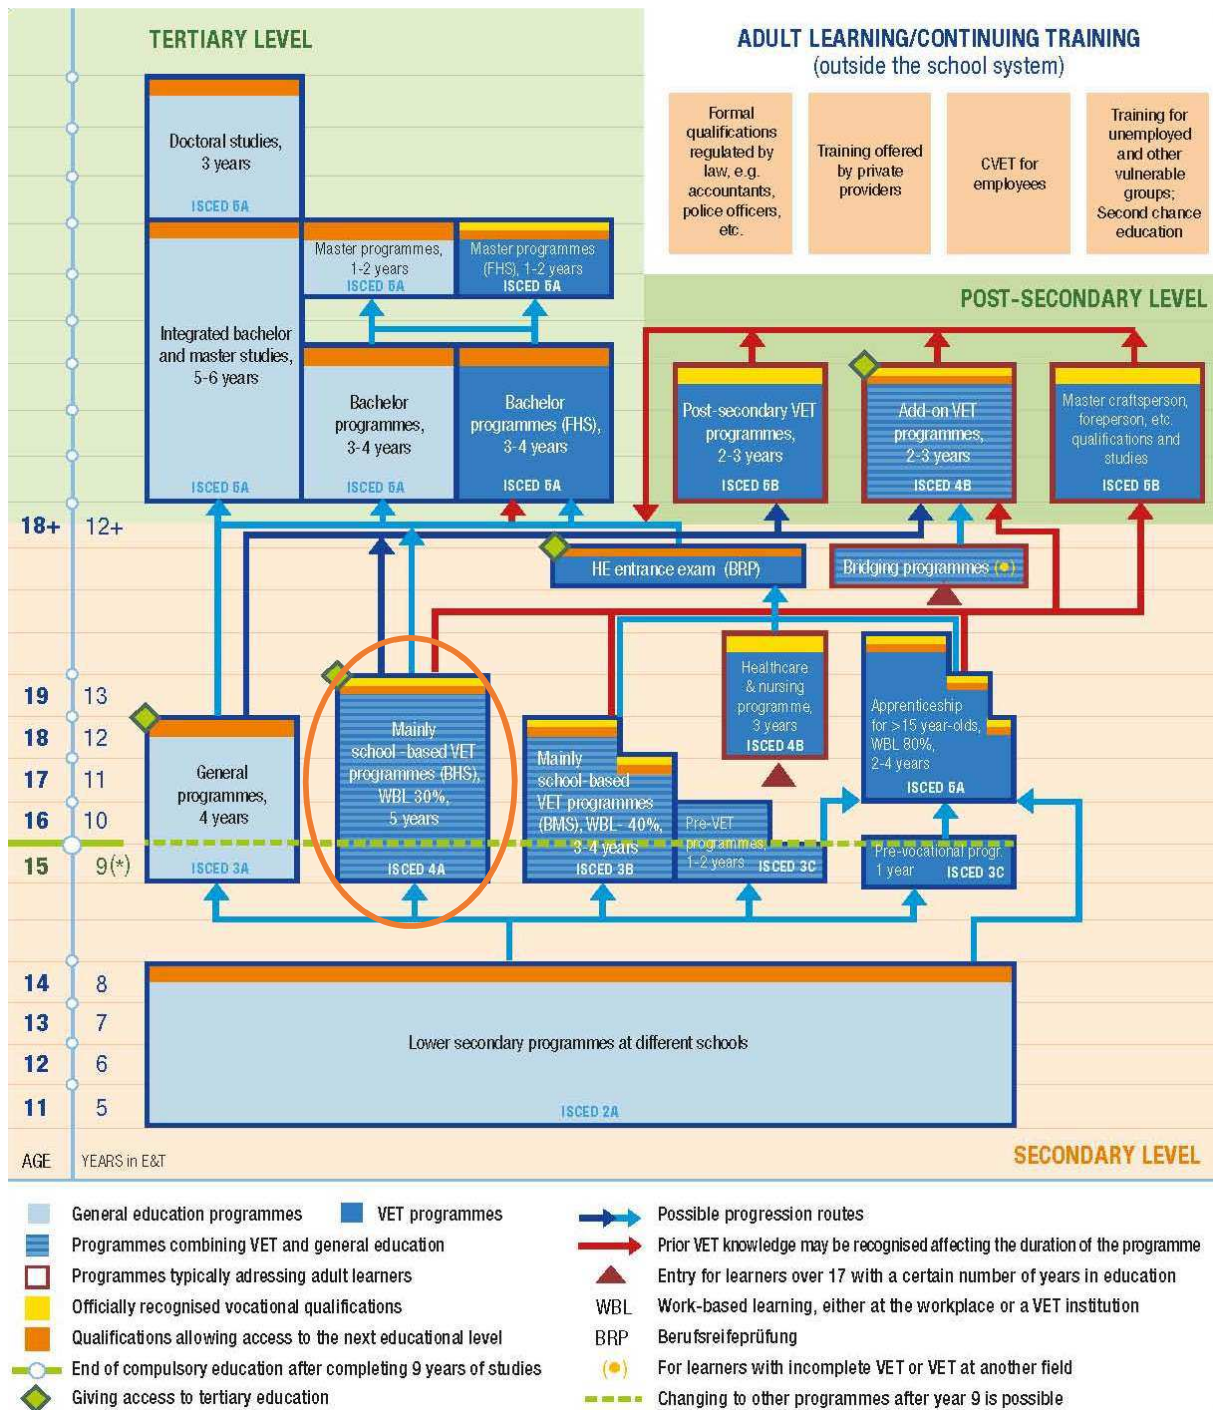 TERTIARY LEVEL
ADULT LEARNING/CONTINUING TRAINING
(outside the school system)
Formal
qualifications
regulated by
law, e.g.
accountants,
police officers,
etc.
Training offered
by private
providers
CVET for
employees
Training for
unemployed
and other
vulnerable
groups;
Second chance
education
Doctoral studies,
3 years
ISCED 6A
Master programmes,
1-2 years
ISCED 5A
Master programmes
(FHS), 1-2 years
ISCED 5A
POST-SECONDARY LEVEL
Integrated bachelor
and master studies,
5-6 years
ISCED 5A
Bachelor
programmes,
3-4 years
ISCED 5A
Bachelor
programmes (FHS),
3-4 years
ISCED 5A
Post-secondary VET
programmes,
2-3 years
ISCED 5B
Add-on VET
programmes,
2-3 years
ISCED 4B
Master craftsperson,
foreperson, etc.
qualifications and
studies
ISCED 5B
18+ 12+
HE entrance exam (BRP)
Bridging programmes (●)
19 13
18 12
17 11
16 10
15 9(*)
General
programmes,
4 years
ISCED 3A
Mainly
school-based VET
programmes (BHS),
WBL 30%,
5 years
ISCED 4A
Mainly
school-based
VET programmes
(BMS), WBL- 40%,
3-4 years
ISCED 3B
Pre-VET
programmes,
1-2 years
ISCED 3C
Healthcare
& nursing
programme,
3 years
ISCED 4B
Apprenticeship
for >15 year-olds,
WBL 80%,
2-4 years
ISCED 5A
Pre-vocational progr.
1 year ISCED 3C
14 8
13 7
12 6
11 5
Lower secondary programmes at different schools
ISCED 2A
AGE YEARS in E&T
SECONDARY LEVEL
General education programmes
VET programmes
Programmes combining VET and general education
Programmes typically adressing adult learners
Officially recognised vocational qualifications
Qualifications allowing access to the next educational level
End of compulsory education after completing 9 years of studies
Giving access to tertiary education
Possible progression routes
Prior VET knowledge may be recognised affecting the duration of the programme
Entry for learners over 17 with a certain number of years in education
WBL Work-based learning, either at the workplace or a VET institution
BRP Berufsreifeprüfung
(●) For learners with incomplete VET or VET at another field
Changing to other programmes after year 9 is possible